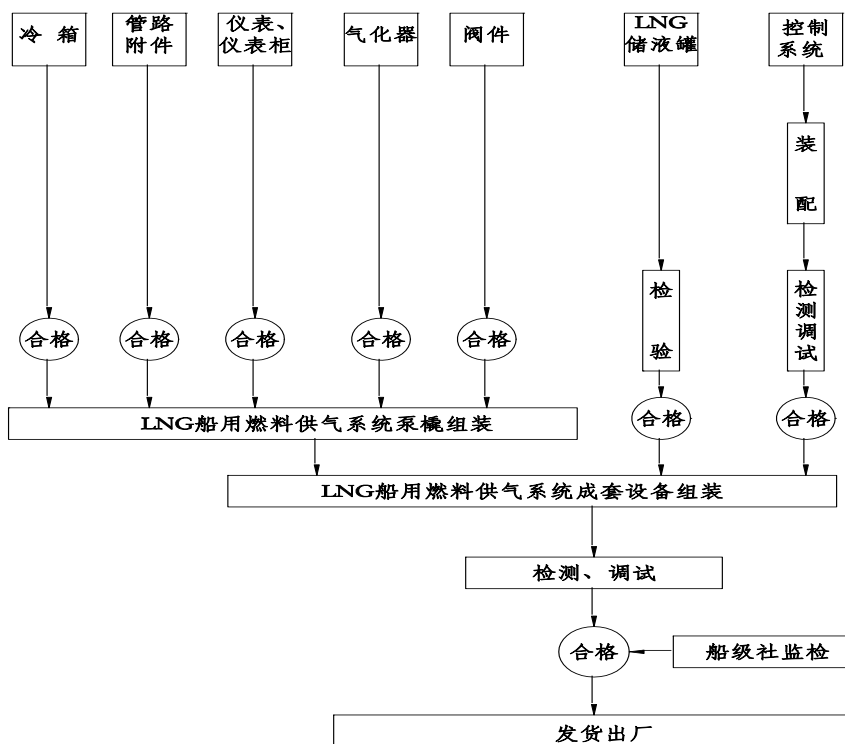 冷 箱
管路
附件
仪表、
仪表柜
气化器
阀件
LNG
储液罐
控制
系统
装
配
检
验
检
测
调
试
合格
合格
合格
合格
合格
合格
合格
LNG船用燃料供气系统泵橇组装
LNG船用燃料供气系统成套设备组装
检测、调试
合格
船级社监检
发货出厂